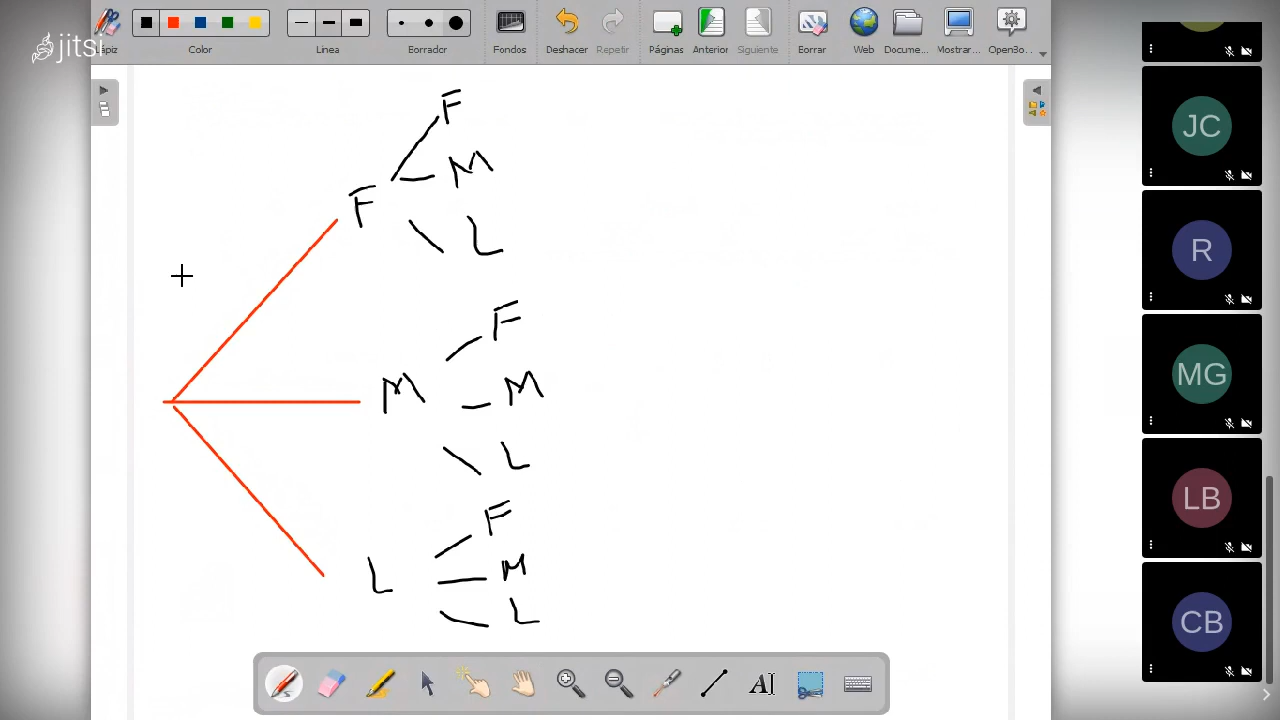 jitsi
Color
Línea
Borrador
Fondos
Deshacer
Repetir
Páginas
Anterior
Siguiente
Borrar
Web
Docume...
Mostrar...
OpenBo...
F
M
F
L
F
M
M
L
F
M
L
L
JC
R
MG
LB
CB
AI